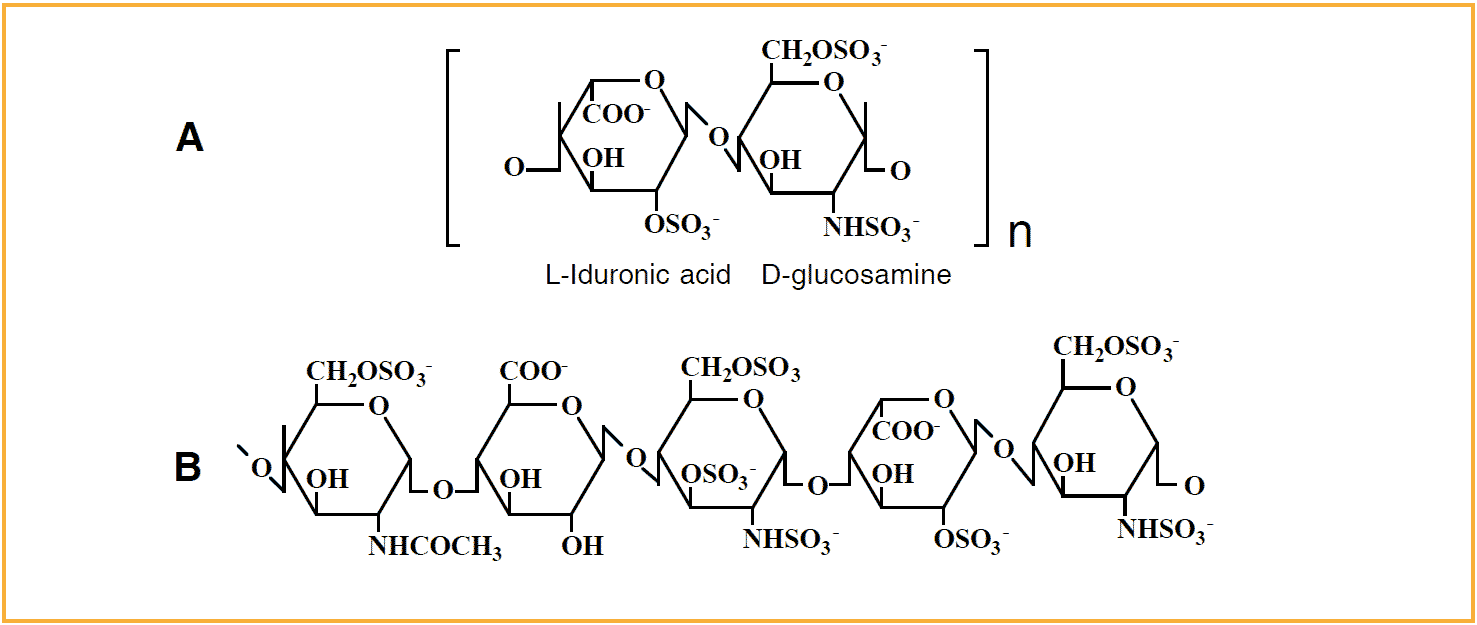 A
CH₂OSO₃⁻
O O
COO⁻
O
OH OH
O O
OSO₃⁻ NHSO₃⁻
n
L-Iduronic acid D-glucosamine
CH₂OSO₃⁻
CH₂OSO₃⁻ COO⁻ CH₂OSO₃
O
O O O O
COO⁻
B
O O O
OH OH OSO₃⁻ OH OH
O O O
NHCOCH₃ OH NHSO₃⁻ OSO₃⁻ NHSO₃⁻